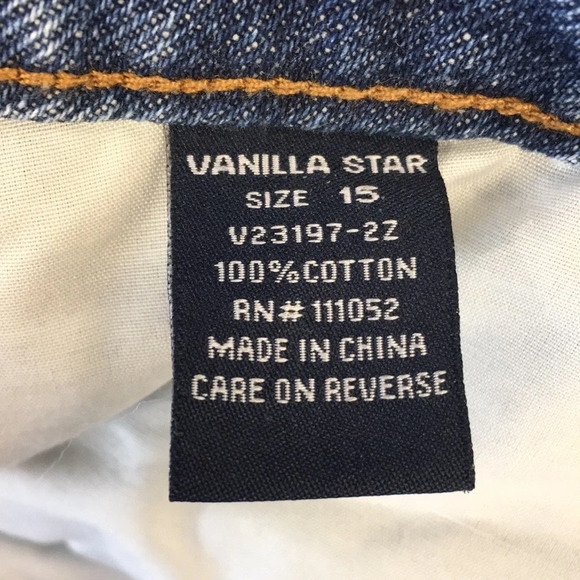 VANILLA STAR
SIZE 15
V23197-2Z
100%COTTON
RN# 111052
MADE IN CHINA
CARE ON REVERSE